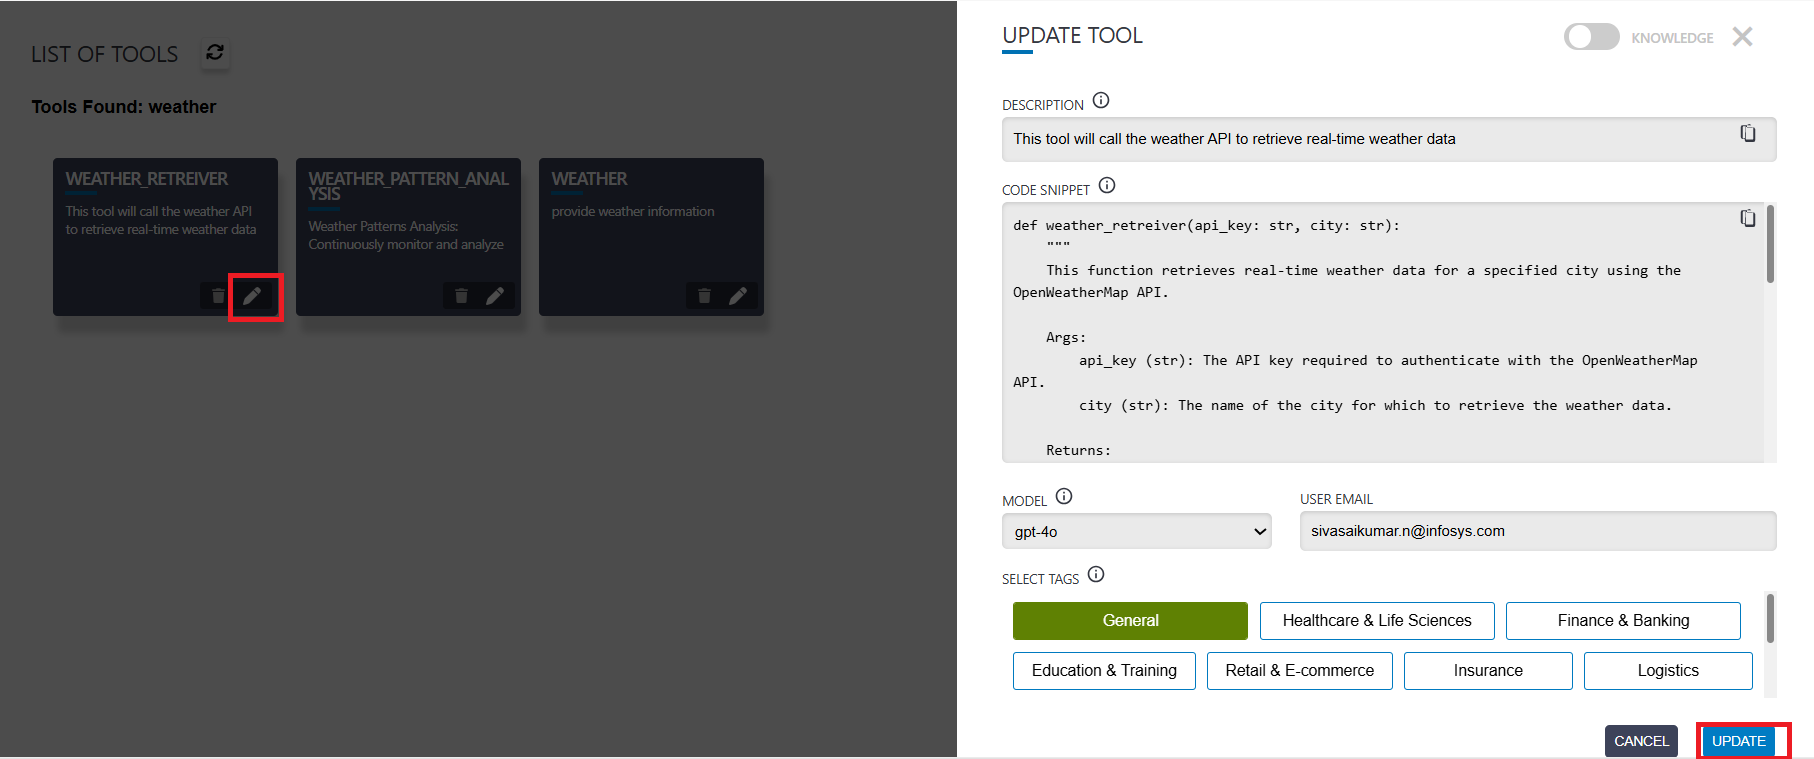 LIST OF TOOLS
Tools Found: weather
WEATHER_RETREIVER
This tool will call the weather API
to retrieve real-time weather data
WEATHER_PATTERN_ANAL
YSIS
Weather Patterns Analysis:
Continuously monitor and analyze
WEATHER
provide weather information
UPDATE TOOL
KNOWLEDGE
DESCRIPTION
This tool will call the weather API to retrieve real-time weather data
CODE SNIPPET
def weather_retreiver(api_key: str, city: str):
"""
This function retrieves real-time weather data for a specified city using the
OpenWeatherMap API.
Args:
api_key (str): The API key required to authenticate with the OpenWeatherMap
API.
city (str): The name of the city for which to retrieve the weather data.
Returns:
MODEL
gpt-4o
USER EMAIL
sivasaikumar.n@infosys.com
SELECT TAGS
General
Healthcare & Life Sciences
Finance & Banking
Education & Training
Retail & E-commerce
Insurance
Logistics
CANCEL
UPDATE